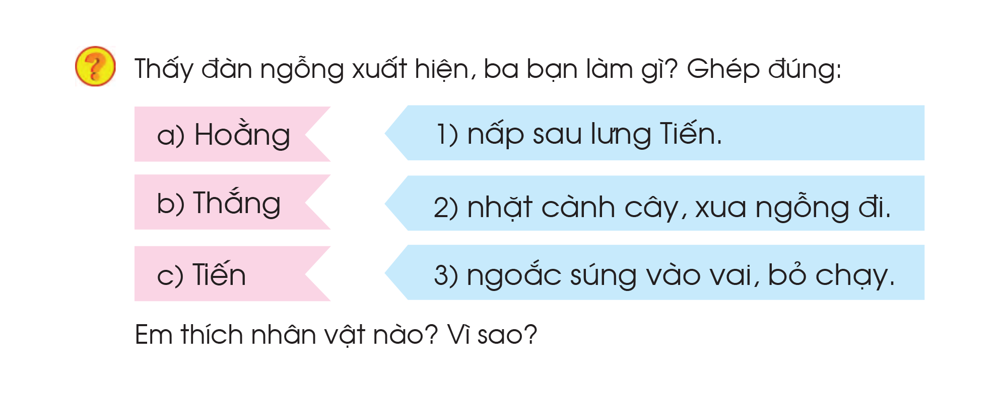 Thấy đàn ngỗng xuất hiện, ba bạn làm gì? Ghép đúng:
a) Hoằng
1) nấp sau lưng Tiến.
b) Thắng
2) nhặt cành cây, xua ngỗng đi.
c) Tiến
3) ngoắc súng vào vai, bỏ chạy.
Em thích nhân vật nào? Vì sao?